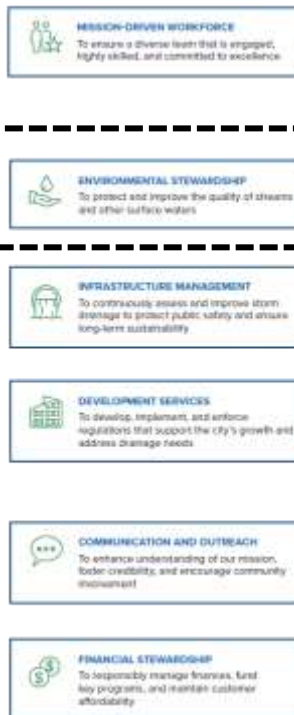 MISSION-DRIVEN WORKFORCE
To ensure a diverse team that is engaged,
highly skilled, and committed to excellence
ENVIRONMENTAL STEWARDSHIP
To protect and improve the quality of streams
and other surface waters
INFRASTRUCTURE MANAGEMENT
To continuously assess and improve storm
drainage to protect public safety and ensure
long-term sustainability
DEVELOPMENT SERVICES
To develop, implement, and enforce
regulations that support the city's growth and
address drainage needs
COMMUNICATION AND OUTREACH
To enhance understanding of our mission,
foster credibility, and encourage community
involvement
FINANCIAL STEWARDSHIP
To responsibly manage finances, fund
key programs, and maintain customer
affordability